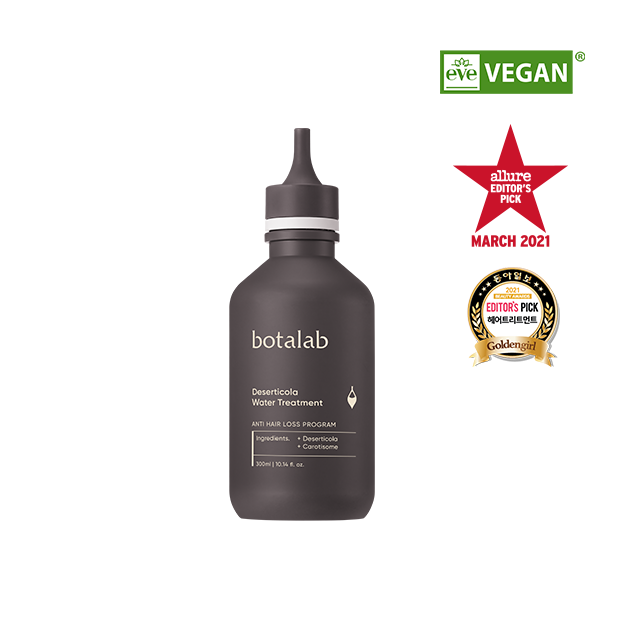 eve VEGAN®
allure
EDITOR'S
PICK
MARCH 2021
동아일보
2021
BEAUTY AWARDS
EDITOR'S PICK
헤어트리트먼트
Goldengirl
botalab
Deserticola
Water Treatment
ANTI HAIR LOSS PROGRAM
Ingredients. + Deserticola
+ Carotisome
300ml | 10.14 fl. oz.